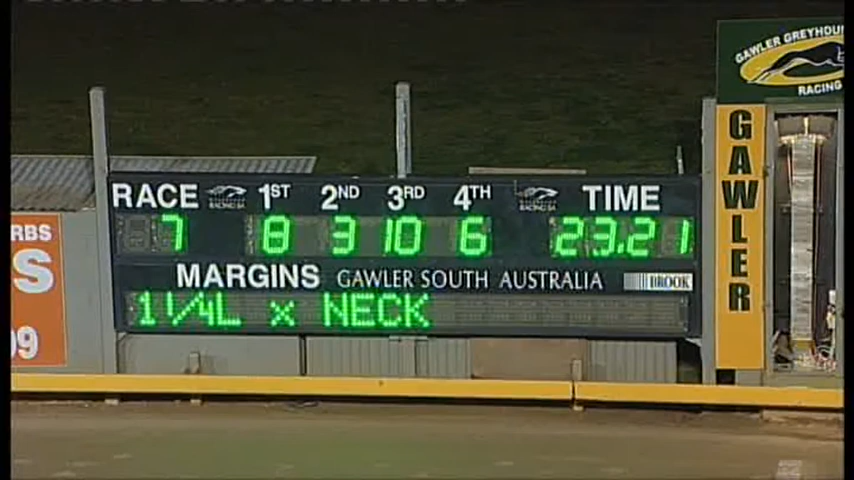 GAWLER GREYHOUND
RACING
RACE 1ST 2ND 3RD 4TH TIME
7 8 3 10 6 23.21
MARGINS GAWLER SOUTH AUSTRALIA BROOK
1 1/4L x NECK
GAWLER
RBS
S
9